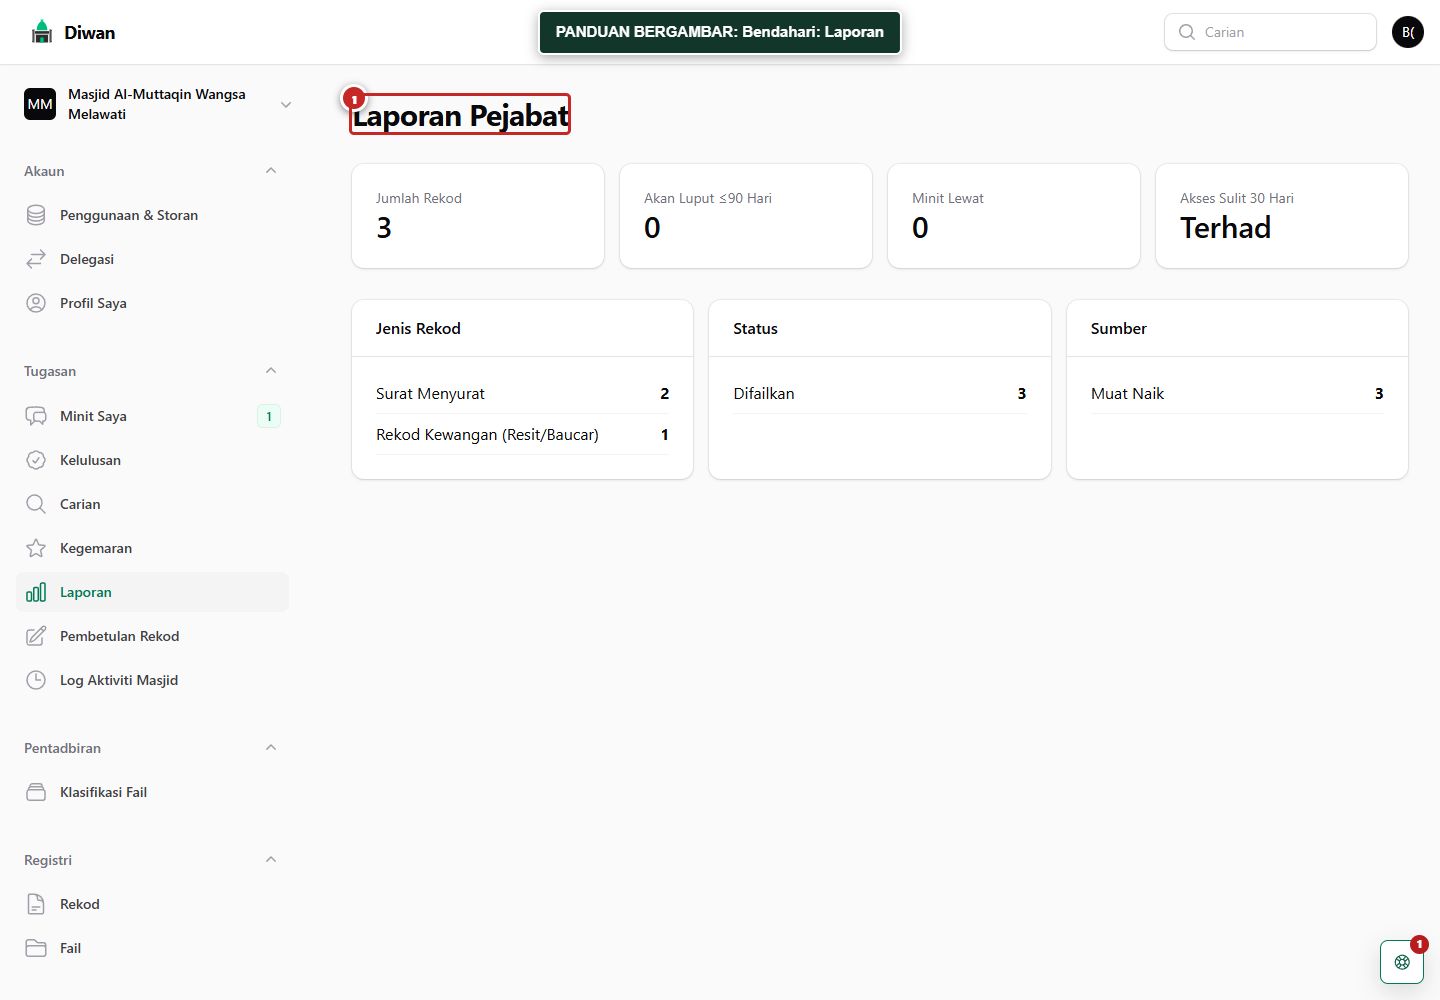 Diwan
PANDUAN BERGAMBAR: Bendahari: Laporan
Carian
B(
MM
Masjid Al-Muttaqin Wangsa
Melawati
Akaun
Penggunaan & Storan
Delegasi
Profil Saya
Tugasan
Minit Saya
1
Kelulusan
Carian
Kegemaran
Laporan
Pembetulan Rekod
Log Aktiviti Masjid
Pentadbiran
Klasifikasi Fail
Registri
Rekod
Fail
1
Laporan Pejabat
Jumlah Rekod
3
Akan Luput ≤90 Hari
0
Minit Lewat
0
Akses Sulit 30 Hari
Terhad
Jenis Rekod
Surat Menyurat 2
Rekod Kewangan (Resit/Baucar) 1
Status
Difailkan 3
Sumber
Muat Naik 3
1